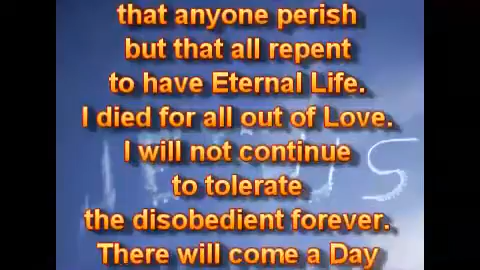 that anyone perish
but that all repent
to have Eternal Life.
I died for all out of Love.
I will not continue
to tolerate
the disobedient forever.
There will come a Day